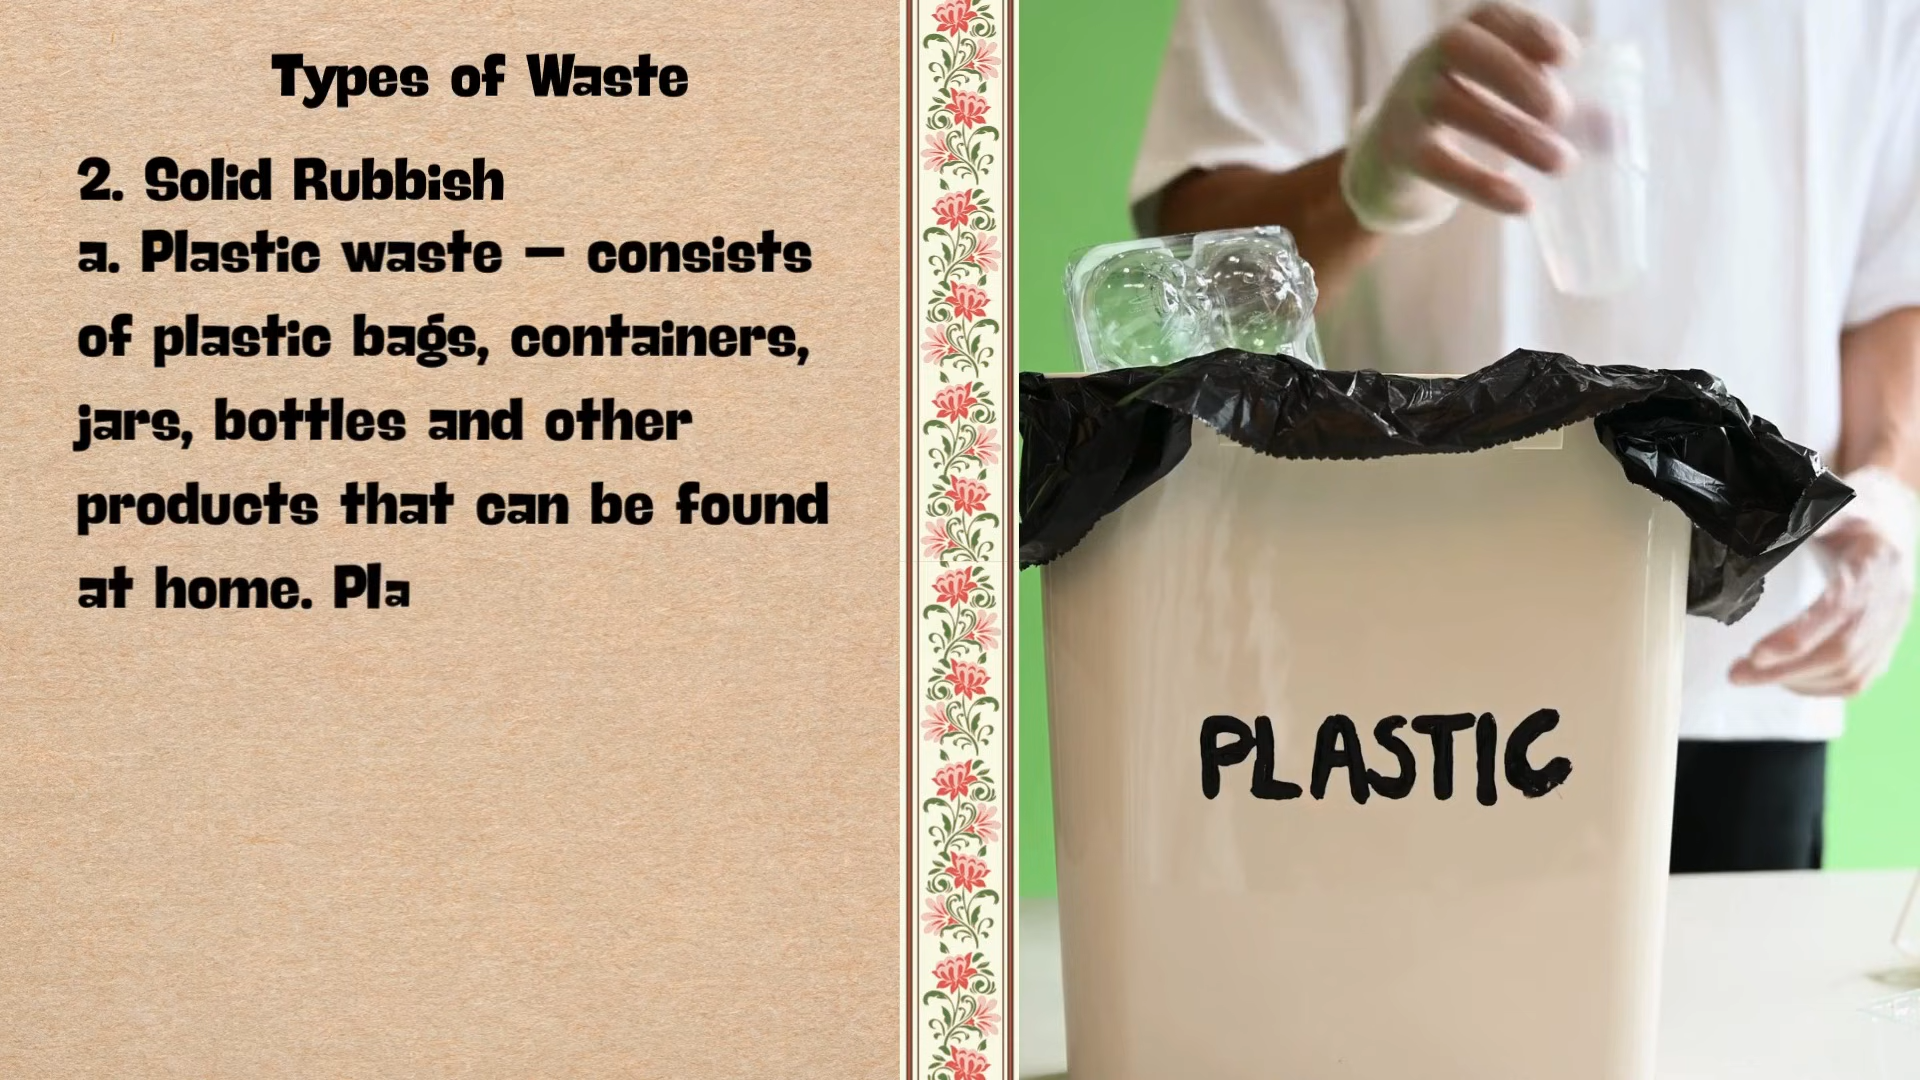 Types of Waste
2. Solid Rubbish
a. Plastic waste – consists
of plastic bags, containers,
jars, bottles and other
products that can be found
at home. Pla
PLASTIC